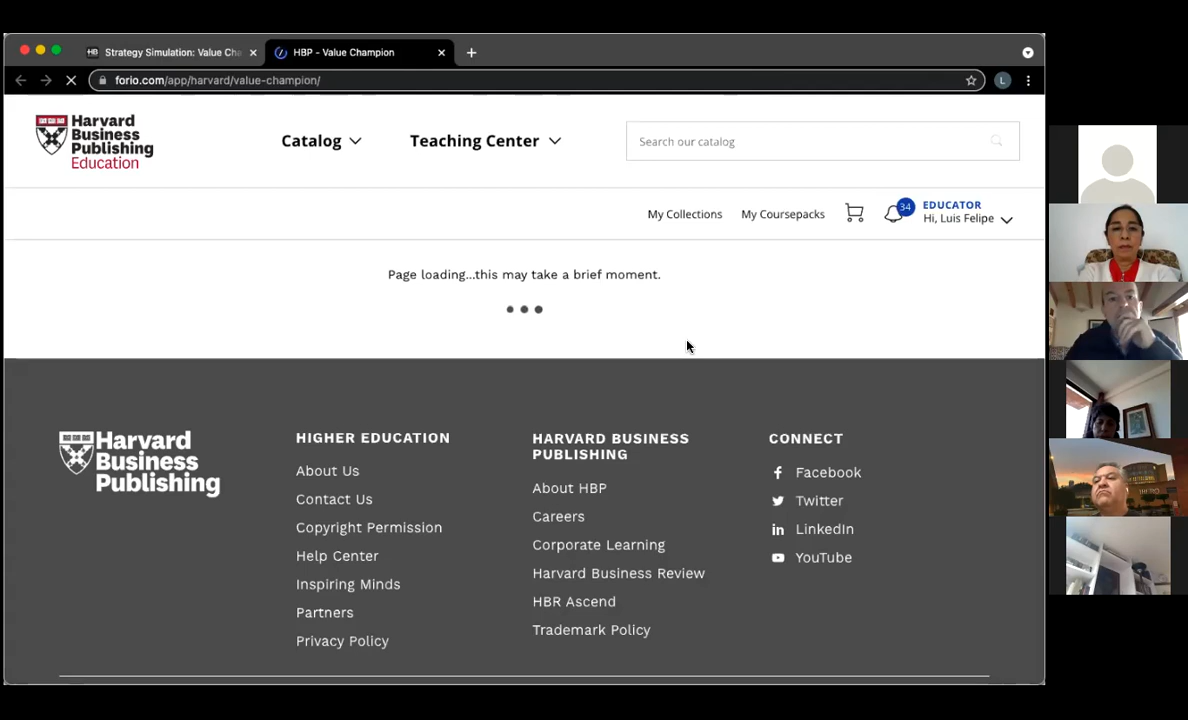 Strategy Simulation: Value Cha
HBP - Value Champion
forio.com/app/harvard/value-champion/
L
Harvard
Business
Publishing
Education
Catalog
Teaching Center
Search our catalog
My Collections
My Coursepacks
34
EDUCATOR
Hi, Luis Felipe
Page loading...this may take a brief moment.
Harvard
Business
Publishing
HIGHER EDUCATION
About Us
Contact Us
Copyright Permission
Help Center
Inspiring Minds
Partners
Privacy Policy
HARVARD BUSINESS
PUBLISHING
About HBP
Careers
Corporate Learning
Harvard Business Review
HBR Ascend
Trademark Policy
CONNECT
Facebook
Twitter
LinkedIn
YouTube